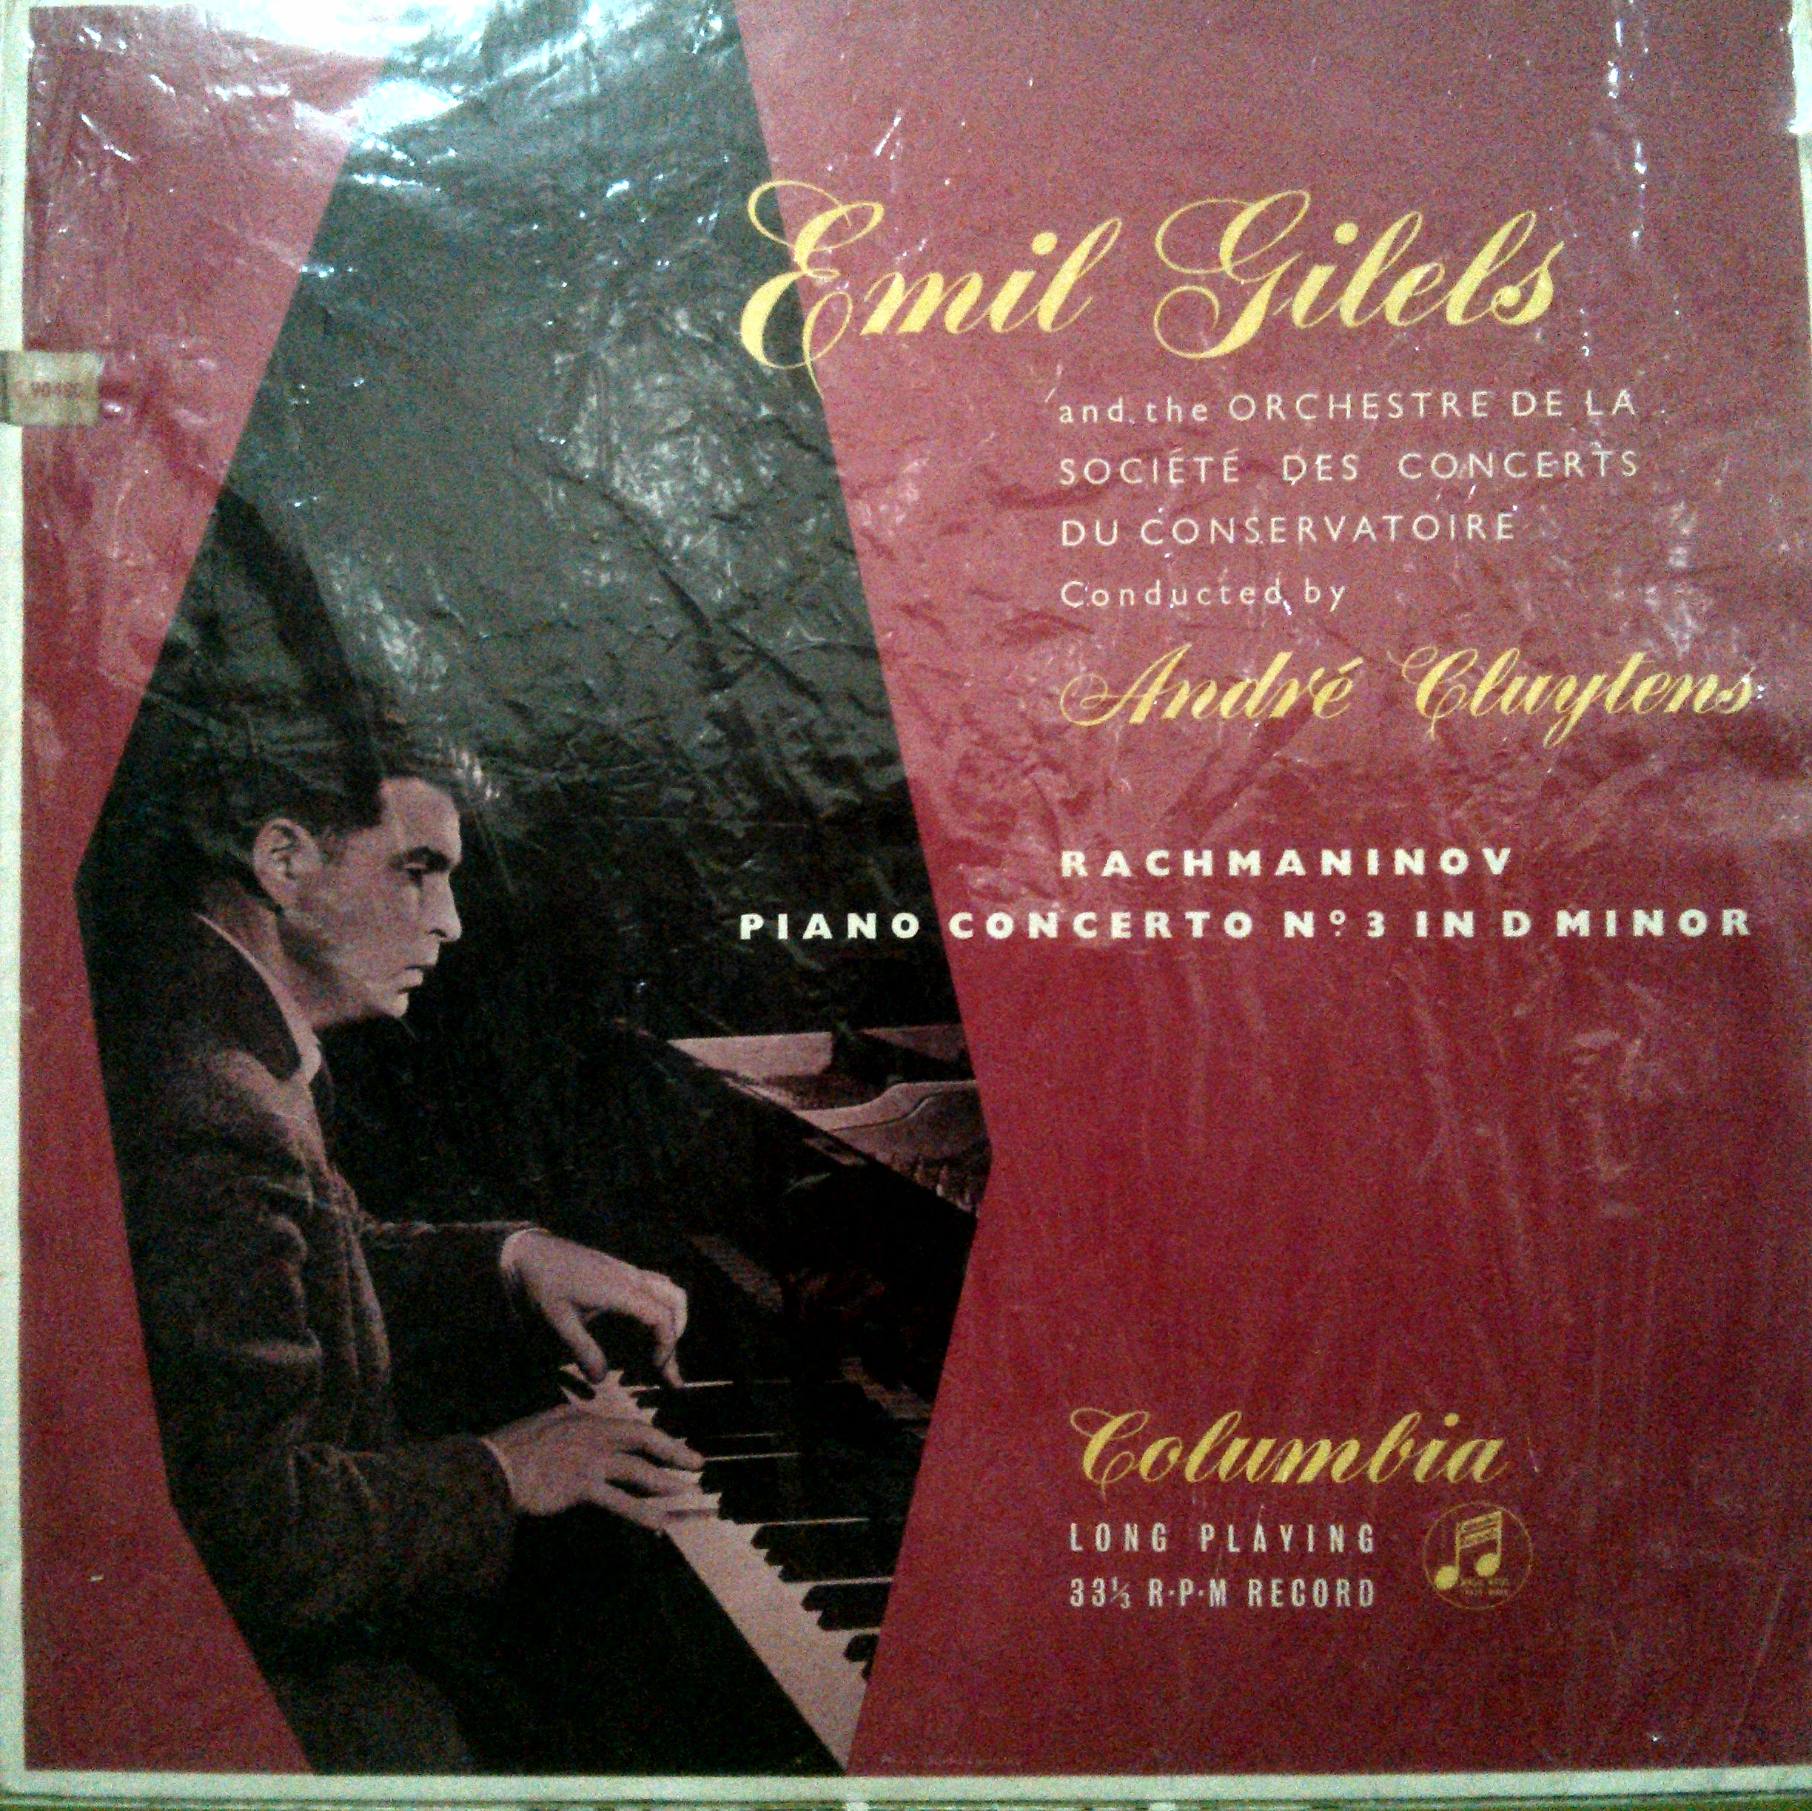 Emil Gilels
and the ORCHESTRE DE LA
SOCIÉTÉ DES CONCERTS
DU CONSERVATOIRE
Conducted by
André Cluytens
RACHMANINOV
PIANO CONCERTO Nº 3 IN D MINOR
Columbia
LONG PLAYING
33⅓ R·P·M RECORD